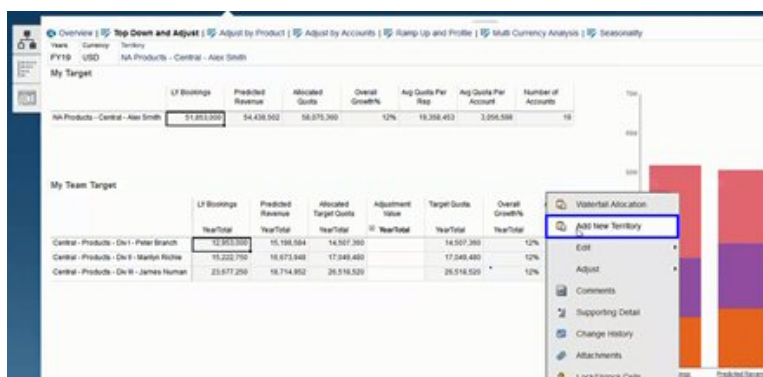 Overview | Top Down and Adjust | Adjust by Product | Adjust by Accounts | Ramp Up and Profile | Multi Currency Analysis | Seasonality
Years Currency Territory
FY19 USD NA Products - Central - Alex Smith
My Target
LY Bookings Predicted Revenue Allocated Quota Overall Growth% Avg Quota Per Rep Avg Quota Per Account Number of Accounts
NA Products - Central - Alex Smith 51,853,000 54,438,502 58,075,360 12% 19,358,453 3,056,598 19
My Team Target
LY Bookings Predicted Revenue Allocated Target Quota Adjustment Value Target Quota Overall Growth%
YearTotal YearTotal YearTotal YearTotal YearTotal YearTotal
Central - Products - Div I - Peter Branch 12,953,000 15,198,584 14,507,360 14,507,360 12%
Central - Products - Div II - Marilyn Richie 15,222,750 17,049,480 17,049,480 12%
Central - Products - Div III - James Numan 23,677,250 26,518,520 26,518,520 12%
Waterfall Allocation
Add New Territory
Edit
Adjust
Comments
Supporting Detail
Change History
Attachments
Lock/Unlock Cells
Predicted Revenue